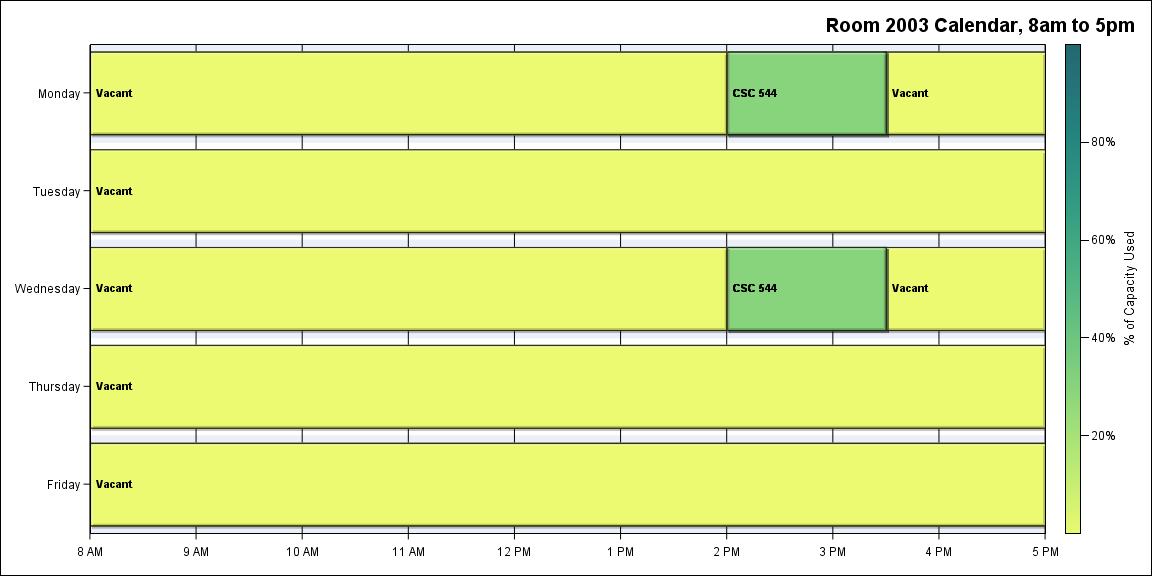 Room 2003 Calendar, 8am to 5pm
Monday
Vacant
CSC 544
Vacant
Tuesday
Vacant
Wednesday
Vacant
CSC 544
Vacant
Thursday
Vacant
Friday
Vacant
8 AM
9 AM
10 AM
11 AM
12 PM
1 PM
2 PM
3 PM
4 PM
5 PM
80%
60%
40%
20%
% of Capacity Used